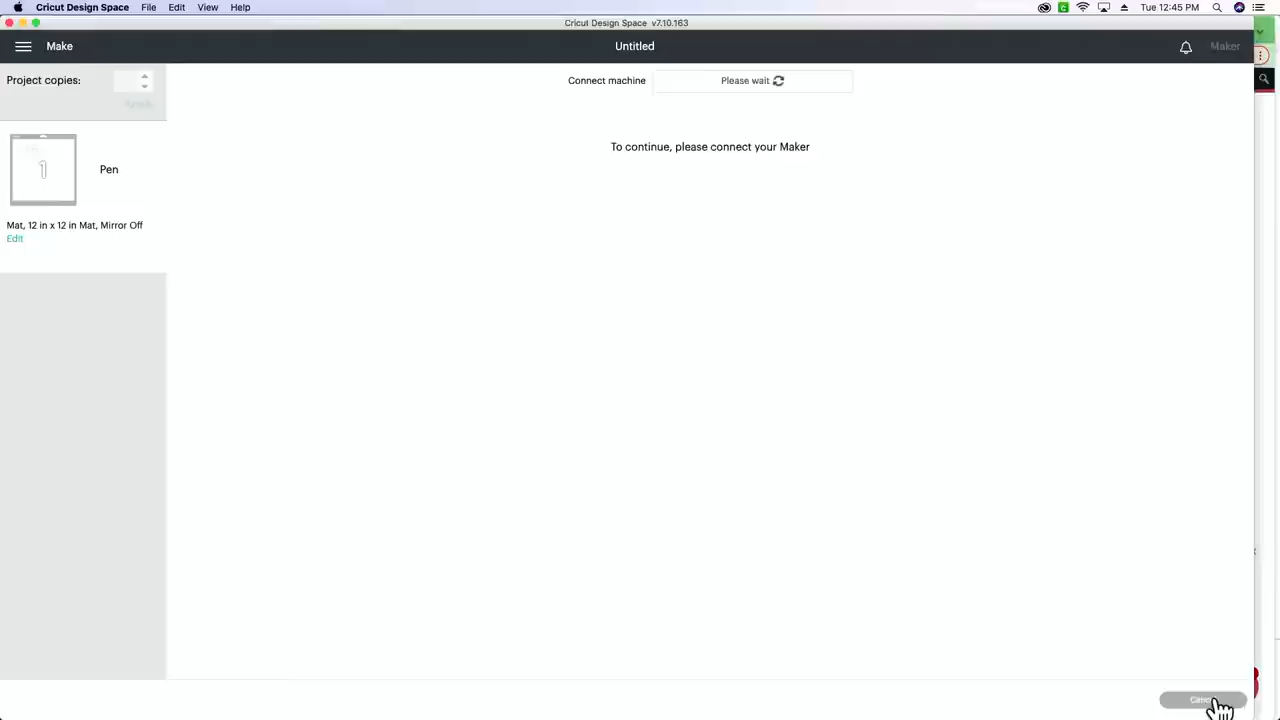 Cricut Design Space File Edit View Help Tue 12:45 PM
Cricut Design Space v7.10.163
Make Untitled Maker
Project copies: Connect machine Please wait
Apply
To continue, please connect your Maker
1 Pen
Mat, 12 in x 12 in Mat, Mirror Off
Edit